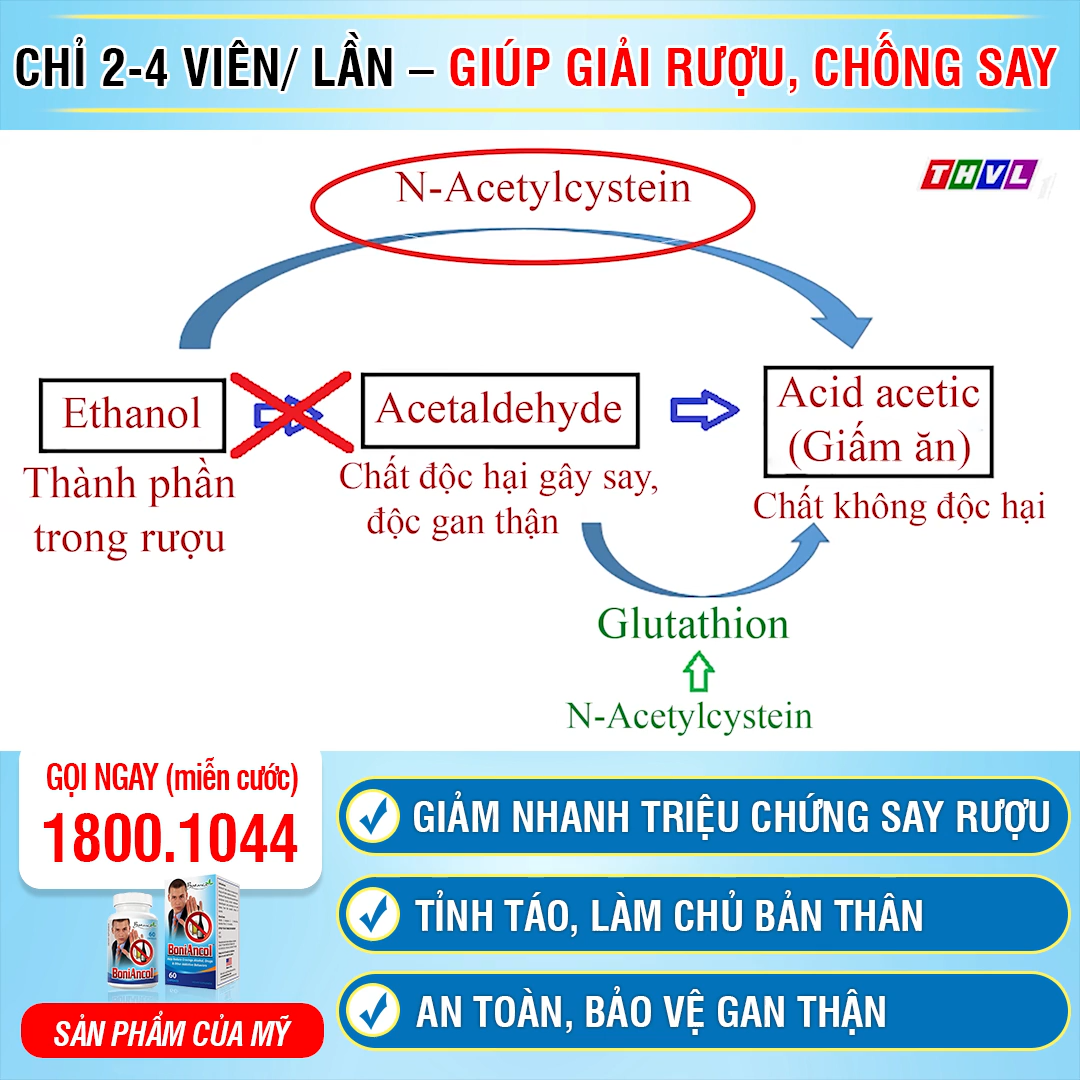 CHỈ 2-4 VIÊN/ LẦN – GIÚP GIẢI RƯỢU, CHỐNG SAY
THVL
N-Acetylcystein
Ethanol
Acetaldehyde
Acid acetic
(Giấm ăn)
Thành phần
trong rượu
Chất độc hại gây say,
độc gan thận
Chất không độc hại
Glutathion
N-Acetylcystein
GỌI NGAY (miễn cước)
1800.1044
BoniAncol
60
BoniAncol
60
SẢN PHẨM CỦA MỸ
GIẢM NHANH TRIỆU CHỨNG SAY RƯỢU
TỈNH TÁO, LÀM CHỦ BẢN THÂN
AN TOÀN, BẢO VỆ GAN THẬN